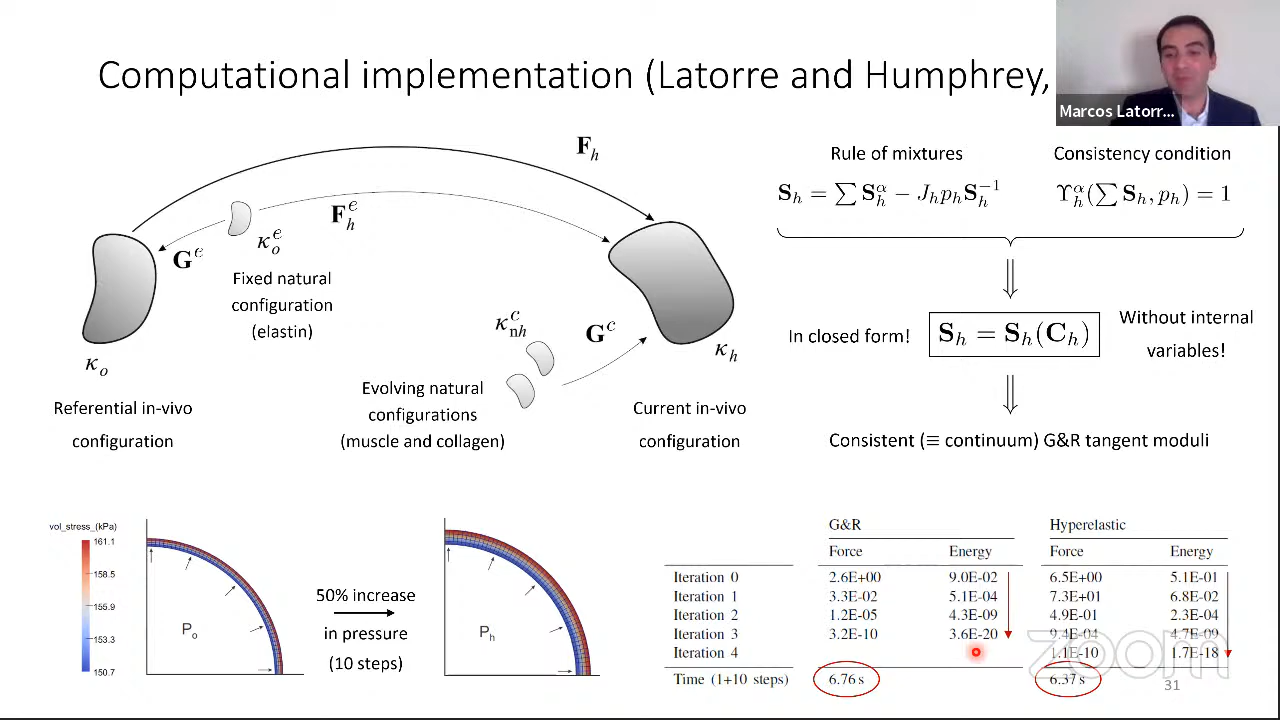 Computational implementation (Latorre and Humphrey,
Marcos Latorr...
F_h
F_h^e
G^e
κ_o^e
Fixed natural
configuration
(elastin)
κ_o
Referential in-vivo
configuration
κ_nh^c
G^c
Evolving natural
configurations
(muscle and collagen)
κ_h
Current in-vivo
configuration
Rule of mixtures
Consistency condition
S_h = ∑ S_h^α − J_h p_h S_h^−1
ϒ_h^α(∑ S_h, p_h) = 1
In closed form!
S_h = S_h(C_h)
Without internal
variables!
Consistent (≡ continuum) G&R tangent moduli
vol_stress_(kPa)
161.1
158.5
155.9
153.3
150.7
P_o
50% increase
in pressure
(10 steps)
P_h
G&R Hyperelastic
Force Energy Force Energy
Iteration 0 2.6E+00 9.0E-02 6.5E+00 5.1E-01
Iteration 1 3.3E-02 5.1E-04 7.3E+01 6.8E-02
Iteration 2 1.2E-05 4.3E-09 4.9E-01 2.3E-04
Iteration 3 3.2E-10 3.6E-20 9.4E-04 4.7E-09
Iteration 4 1.1E-10 1.7E-18
Time (1+10 steps) 6.76 s 6.37 s
zoom
31